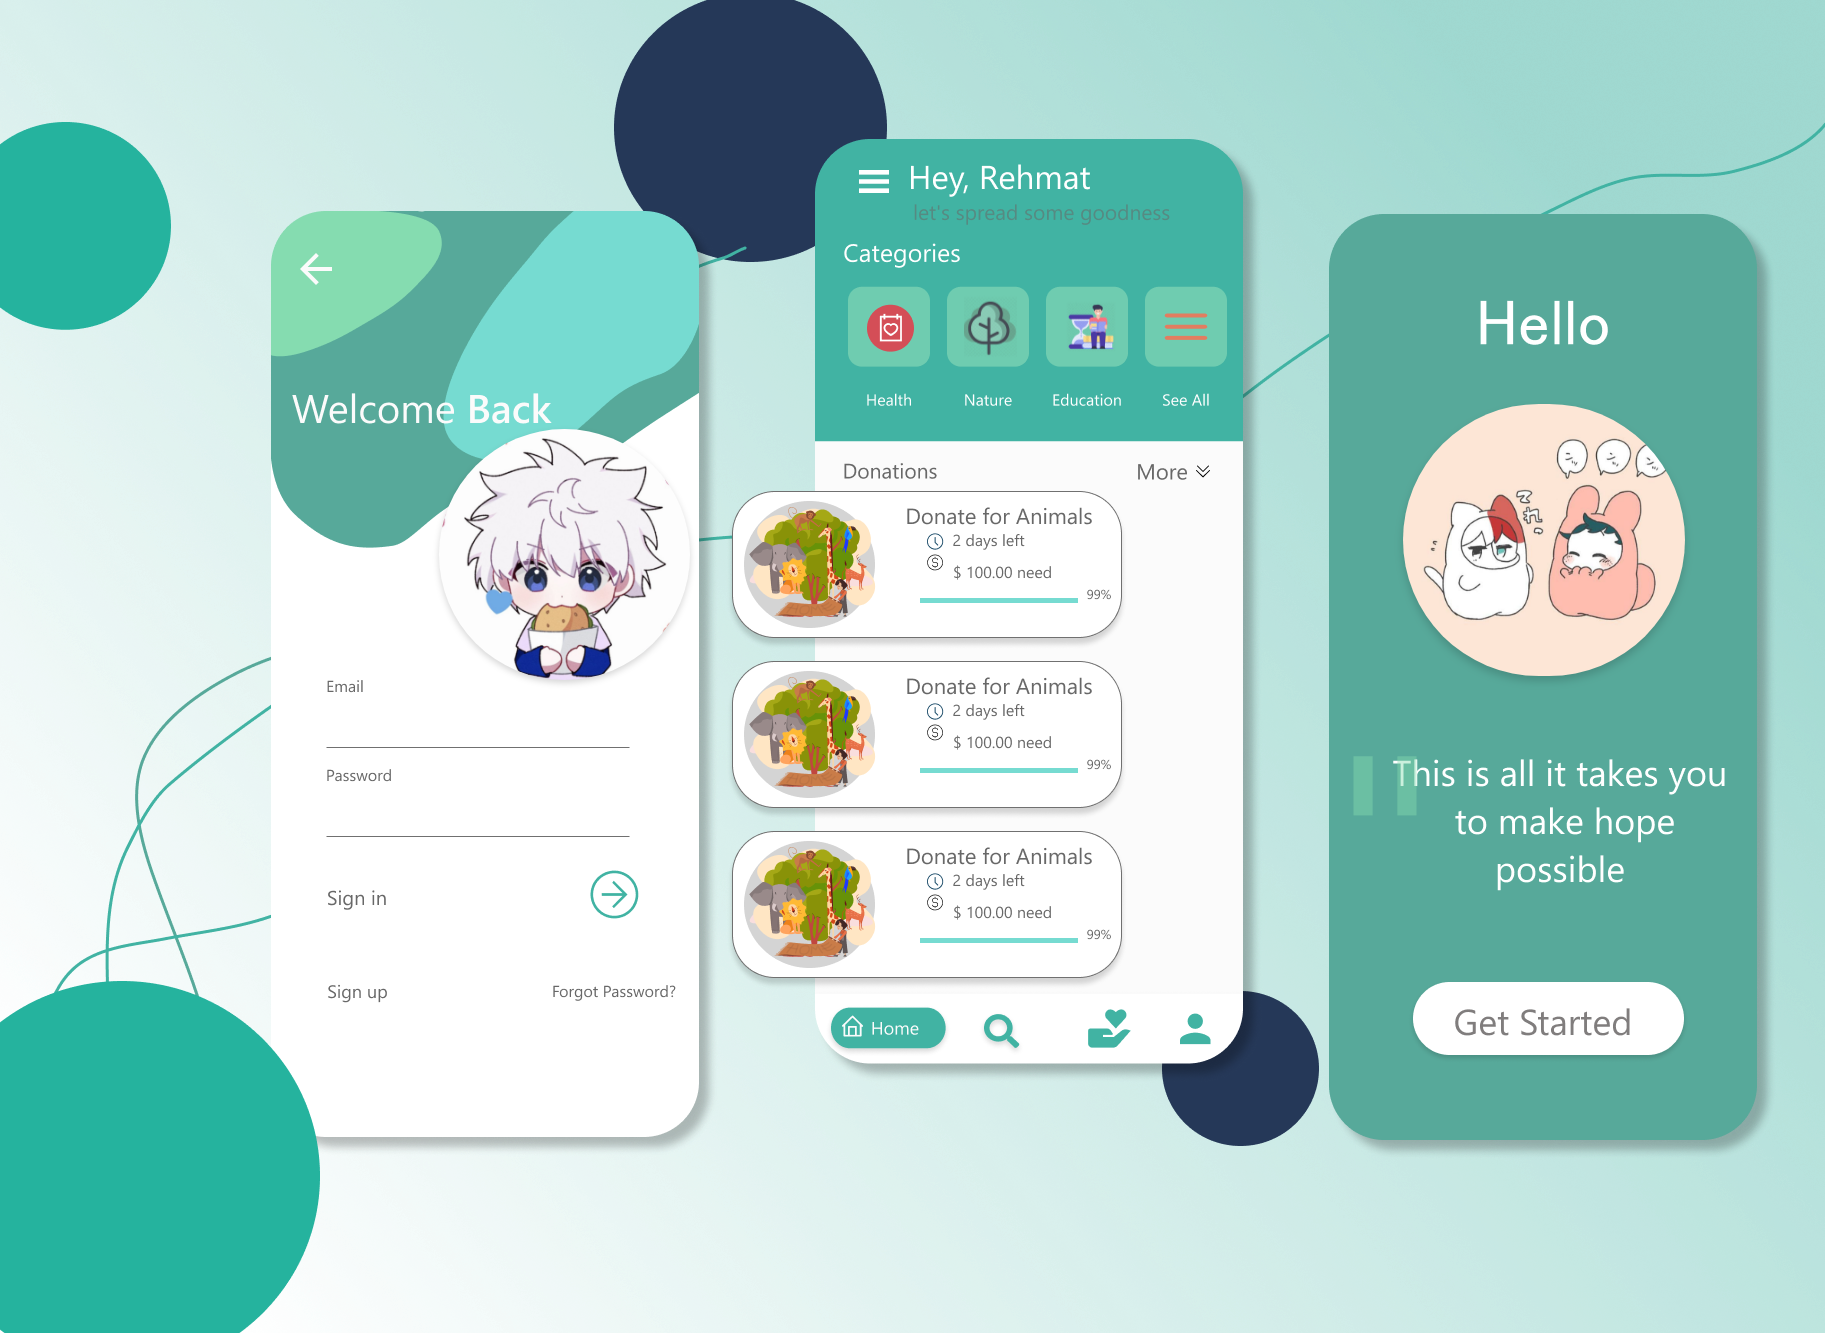 Welcome Back
Email
Password
Sign in
Sign up
Forgot Password?
Hey, Rehmat
let's spread some goodness
Categories
Health
Nature
Education
See All
Donations
More
Donate for Animals
2 days left
$ 100.00 need
99%
Donate for Animals
2 days left
$ 100.00 need
99%
Donate for Animals
2 days left
$ 100.00 need
99%
Home
Hello
"This is all it takes you
to make hope
possible
Get Started